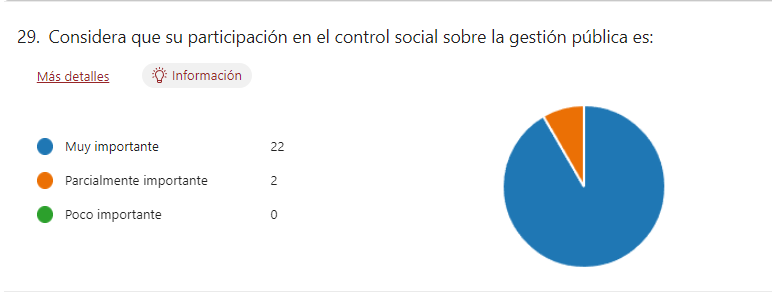 29. Considera que su participación en el control social sobre la gestión pública es:
Más detalles Información
Muy importante 22
Parcialmente importante 2
Poco importante 0